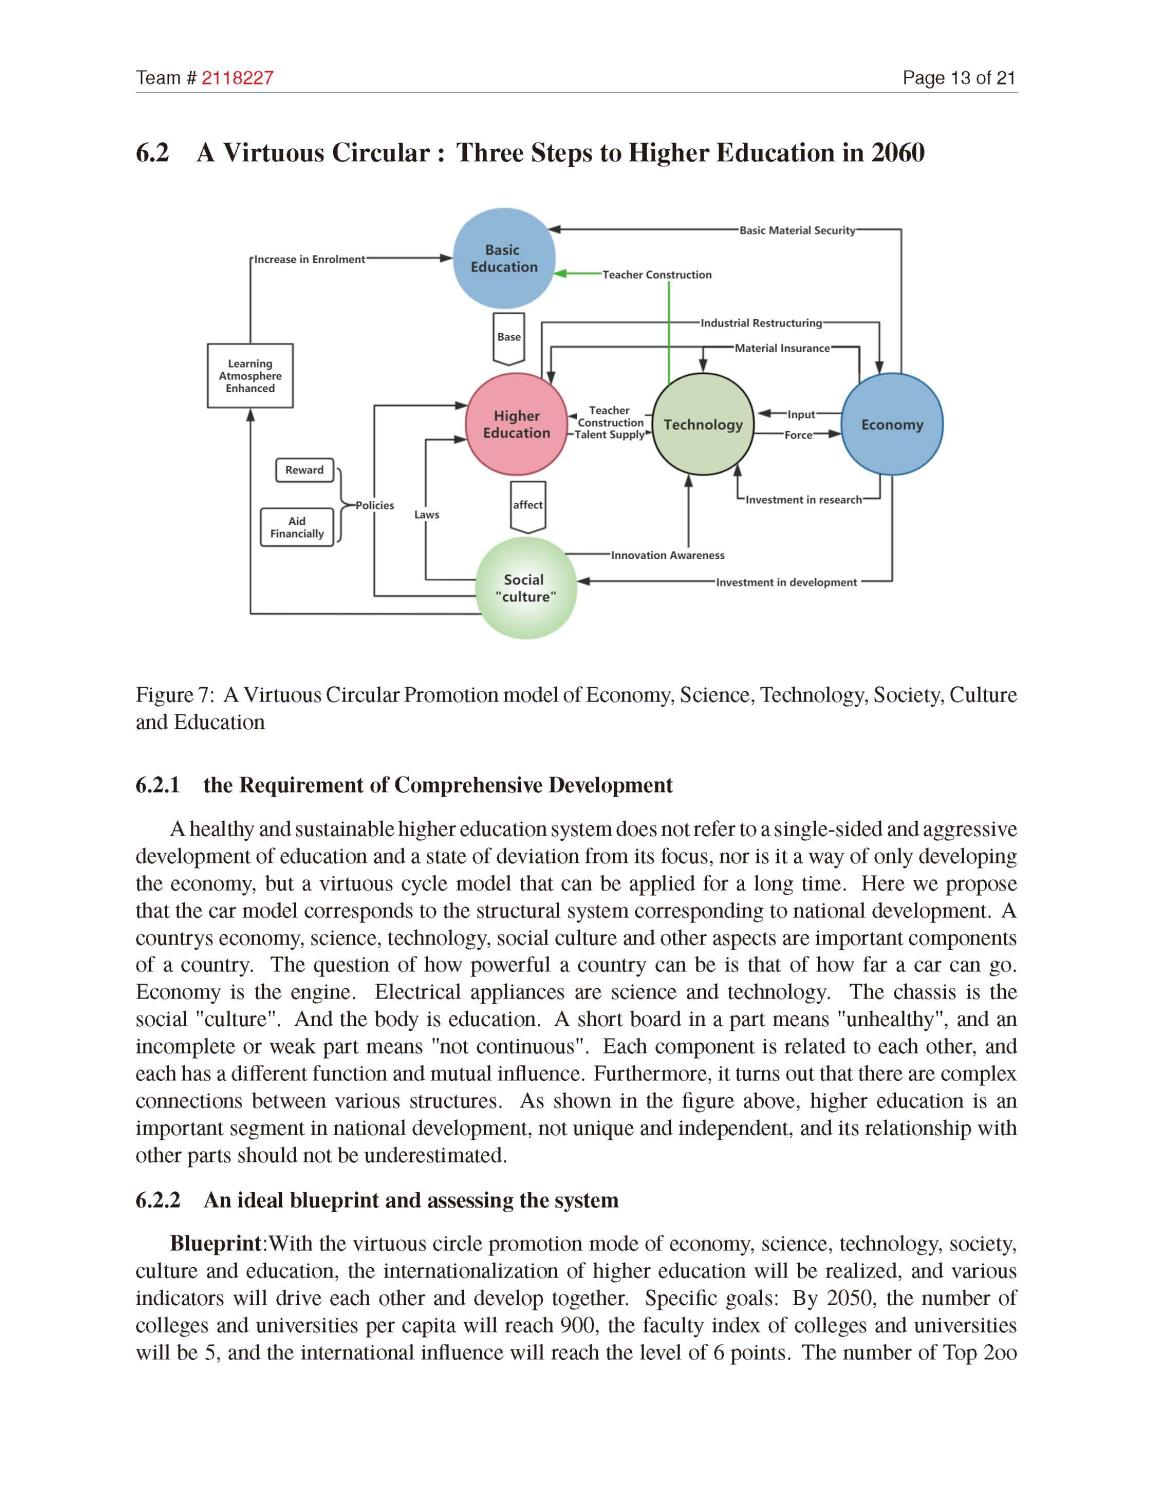 Team # 2118227
Page 13 of 21
6.2 A Virtuous Circular : Three Steps to Higher Education in 2060
Basic
Education
Basic Material Security
Increase in Enrolment
Teacher Construction
Base
Industrial Restructuring
Material Insurance
Learning
Atmosphere
Enhanced
Higher
Education
Teacher
Construction
Talent Supply
Technology
Input
Force
Economy
Reward
Aid
Financially
Policies
Laws
affect
Investment in research
Innovation Awareness
Social
"culture"
Investment in development
Figure 7: A Virtuous Circular Promotion model of Economy, Science, Technology, Society, Culture
and Education
6.2.1 the Requirement of Comprehensive Development
A healthy and sustainable higher education system does not refer to a single-sided and aggressive
development of education and a state of deviation from its focus, nor is it a way of only developing
the economy, but a virtuous cycle model that can be applied for a long time. Here we propose
that the car model corresponds to the structural system corresponding to national development. A
countrys economy, science, technology, social culture and other aspects are important components
of a country. The question of how powerful a country can be is that of how far a car can go.
Economy is the engine. Electrical appliances are science and technology. The chassis is the
social "culture". And the body is education. A short board in a part means "unhealthy", and an
incomplete or weak part means "not continuous". Each component is related to each other, and
each has a different function and mutual influence. Furthermore, it turns out that there are complex
connections between various structures. As shown in the figure above, higher education is an
important segment in national development, not unique and independent, and its relationship with
other parts should not be underestimated.
6.2.2 An ideal blueprint and assessing the system
Blueprint:With the virtuous circle promotion mode of economy, science, technology, society,
culture and education, the internationalization of higher education will be realized, and various
indicators will drive each other and develop together. Specific goals: By 2050, the number of
colleges and universities per capita will reach 900, the faculty index of colleges and universities
will be 5, and the international influence will reach the level of 6 points. The number of Top 2oo